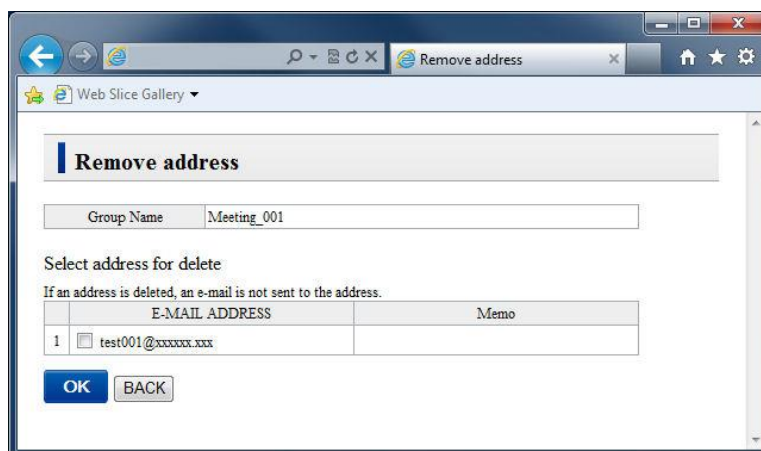 Remove address
Web Slice Gallery
Remove address
Group Name Meeting_001
Select address for delete
If an address is deleted, an e-mail is not sent to the address.
E-MAIL ADDRESS Memo
1 test001@xxxxxx.xxx
OK BACK